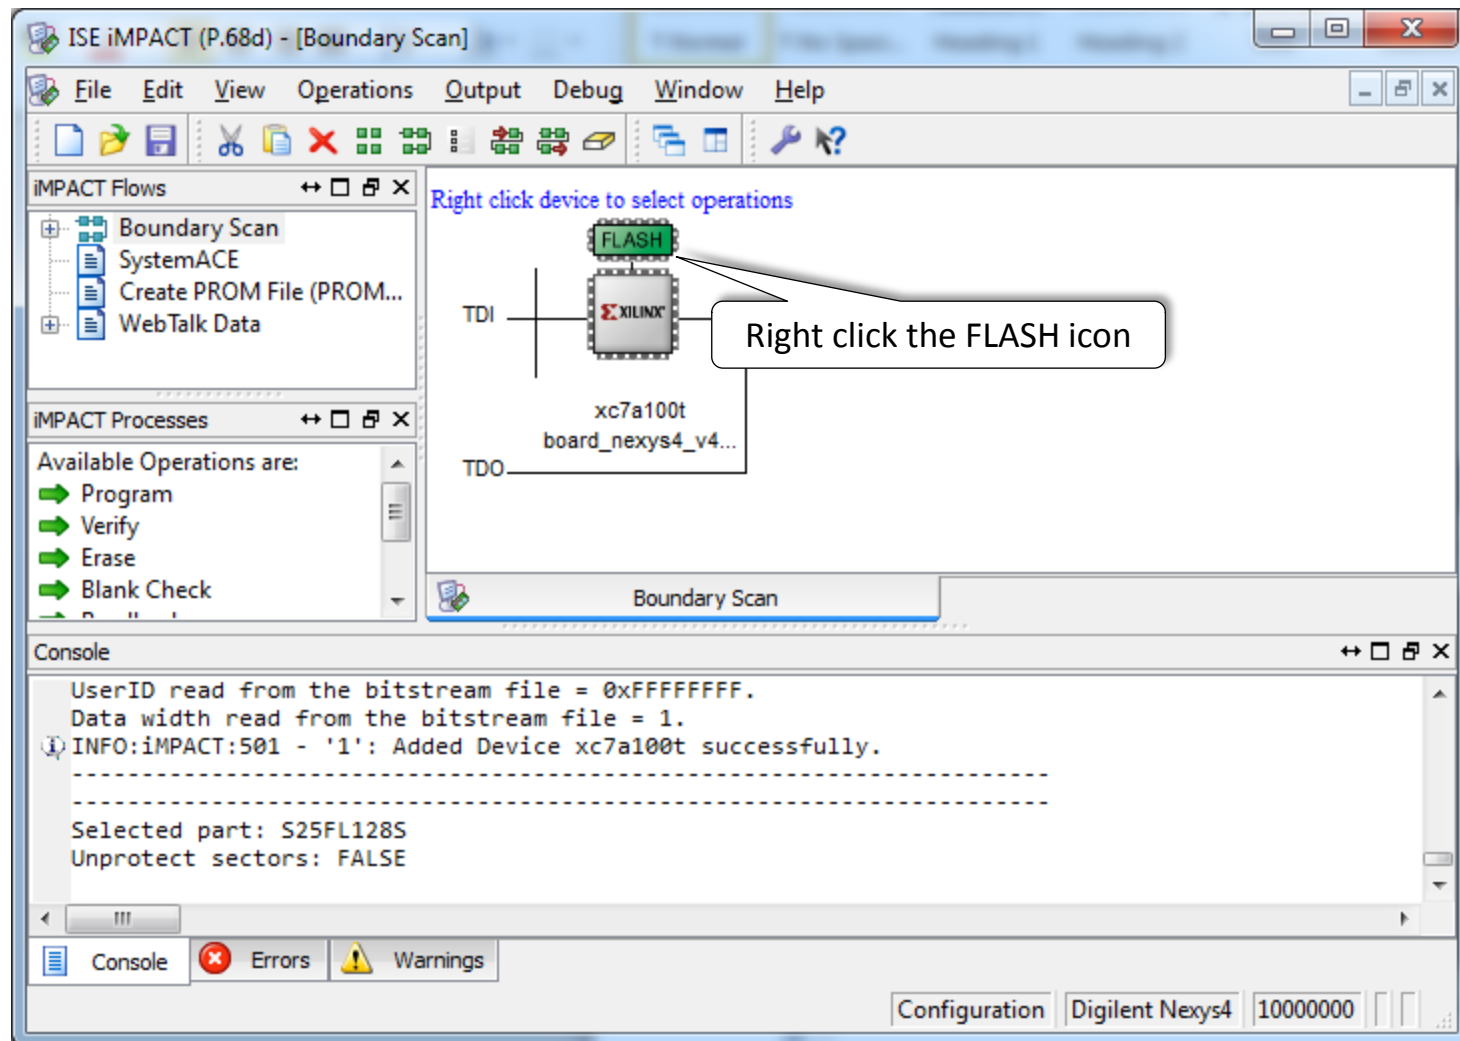 ISE iMPACT (P.68d) - [Boundary Scan]
File Edit View Operations Output Debug Window Help
iMPACT Flows
Boundary Scan
SystemACE
Create PROM File (PROM...
WebTalk Data
Right click device to select operations
FLASH
TDI
XILINX
Right click the FLASH icon
xc7a100t
board_nexys4_v4...
TDO
iMPACT Processes
Available Operations are:
Program
Verify
Erase
Blank Check
Boundary Scan
Console
UserID read from the bitstream file = 0xFFFFFFFF.
Data width read from the bitstream file = 1.
INFO:iMPACT:501 - '1': Added Device xc7a100t successfully.
----------------------------------------------------------------------
----------------------------------------------------------------------
Selected part: S25FL128S
Unprotect sectors: FALSE
Console Errors Warnings
Configuration Digilent Nexys4 10000000